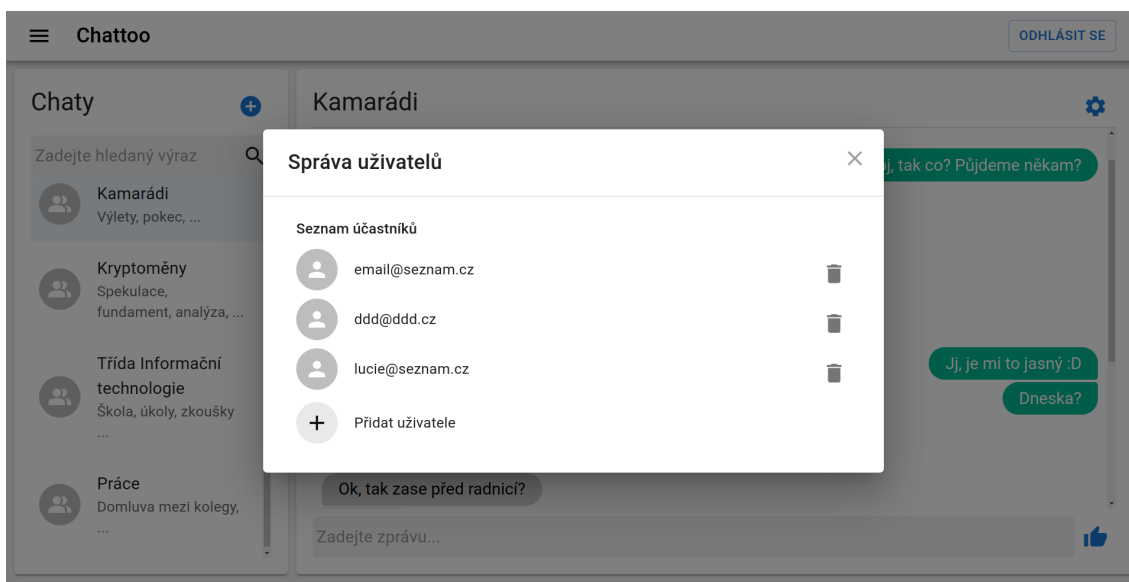 Chattoo
ODHLÁSIT SE
Chaty
Zadejte hledaný výraz
Kamarádi
Výlety, pokec, ...
Kryptoměny
Spekulace,
fundament, analýza, ...
Třída Informační
technologie
Škola, úkoly, zkoušky
...
Práce
Domluva mezi kolegy,
...
Kamarádi
tak co? Půjdeme někam?
Jj, je mi to jasný :D
Dneska?
Ok, tak zase před radnicí?
Zadejte zprávu...
Správa uživatelů
Seznam účastníků
email@seznam.cz
ddd@ddd.cz
lucie@seznam.cz
Přidat uživatele